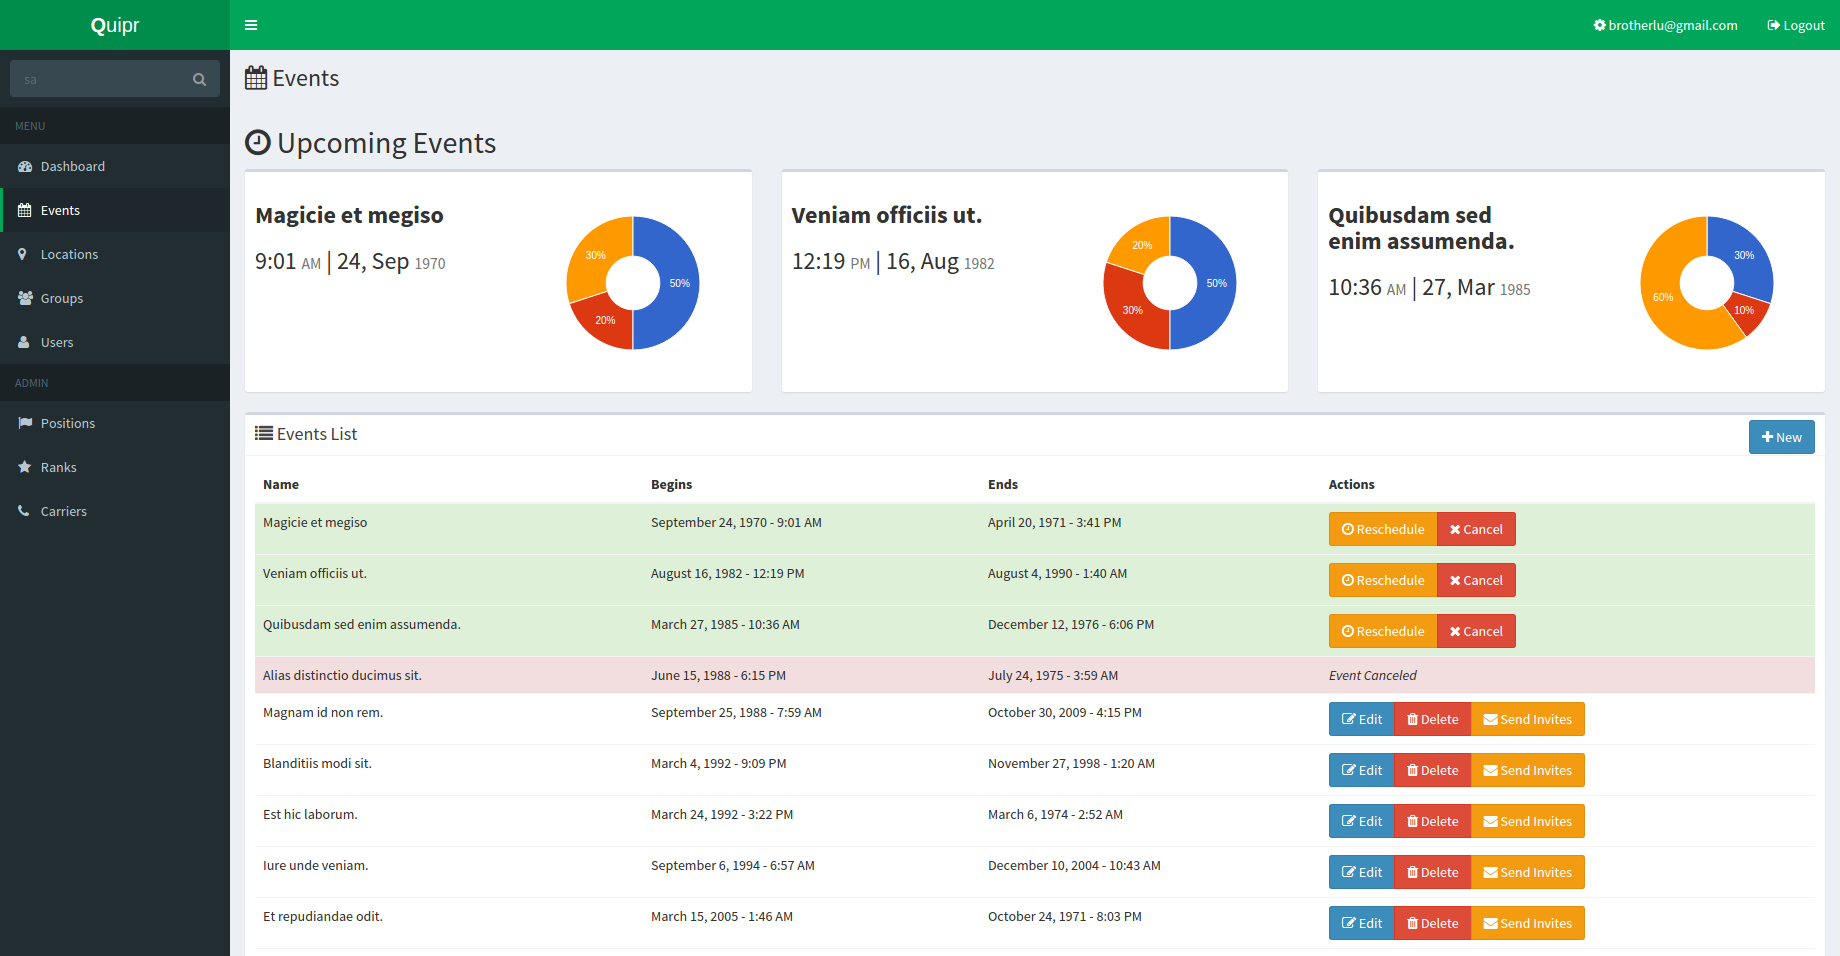 Quipr
brotherlu@gmail.com Logout
sa
MENU
Dashboard
Events
Locations
Groups
Users
ADMIN
Positions
Ranks
Carriers
Events
Upcoming Events
Magicie et megiso
9:01 AM | 24, Sep 1970
30%
50%
20%
Veniam officiis ut.
12:19 PM | 16, Aug 1982
20%
50%
30%
Quibusdam sed
enim assumenda.
10:36 AM | 27, Mar 1985
30%
60%
10%
Events List
New
Name Begins Ends Actions
Magicie et megiso September 24, 1970 - 9:01 AM April 20, 1971 - 3:41 PM Reschedule Cancel
Veniam officiis ut. August 16, 1982 - 12:19 PM August 4, 1990 - 1:40 AM Reschedule Cancel
Quibusdam sed enim assumenda. March 27, 1985 - 10:36 AM December 12, 1976 - 6:06 PM Reschedule Cancel
Alias distinctio ducimus sit. June 15, 1988 - 6:15 PM July 24, 1975 - 3:59 AM Event Canceled
Magnam id non rem. September 25, 1988 - 7:59 AM October 30, 2009 - 4:15 PM Edit Delete Send Invites
Blanditiis modi sit. March 4, 1992 - 9:09 PM November 27, 1998 - 1:20 AM Edit Delete Send Invites
Est hic laborum. March 24, 1992 - 3:22 PM March 6, 1974 - 2:52 AM Edit Delete Send Invites
Iure unde veniam. September 6, 1994 - 6:57 AM December 10, 2004 - 10:43 AM Edit Delete Send Invites
Et repudiandae odit. March 15, 2005 - 1:46 AM October 24, 1971 - 8:03 PM Edit Delete Send Invites